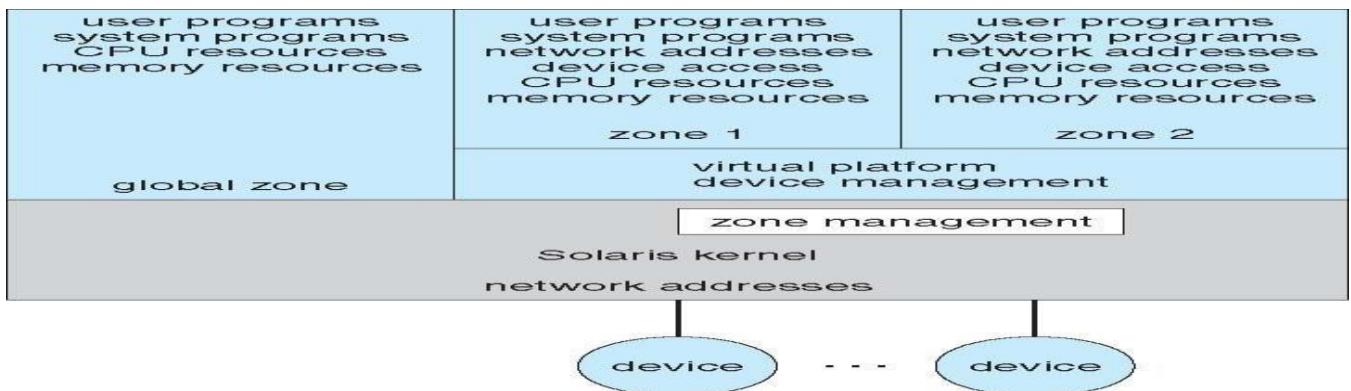 user programs
system programs
CPU resources
memory resources
global zone
user programs
system programs
network addresses
device access
CPU resources
memory resources
zone 1
user programs
system programs
network addresses
device access
CPU resources
memory resources
zone 2
virtual platform
device management
zone management
Solaris kernel
network addresses
device
. . .
device